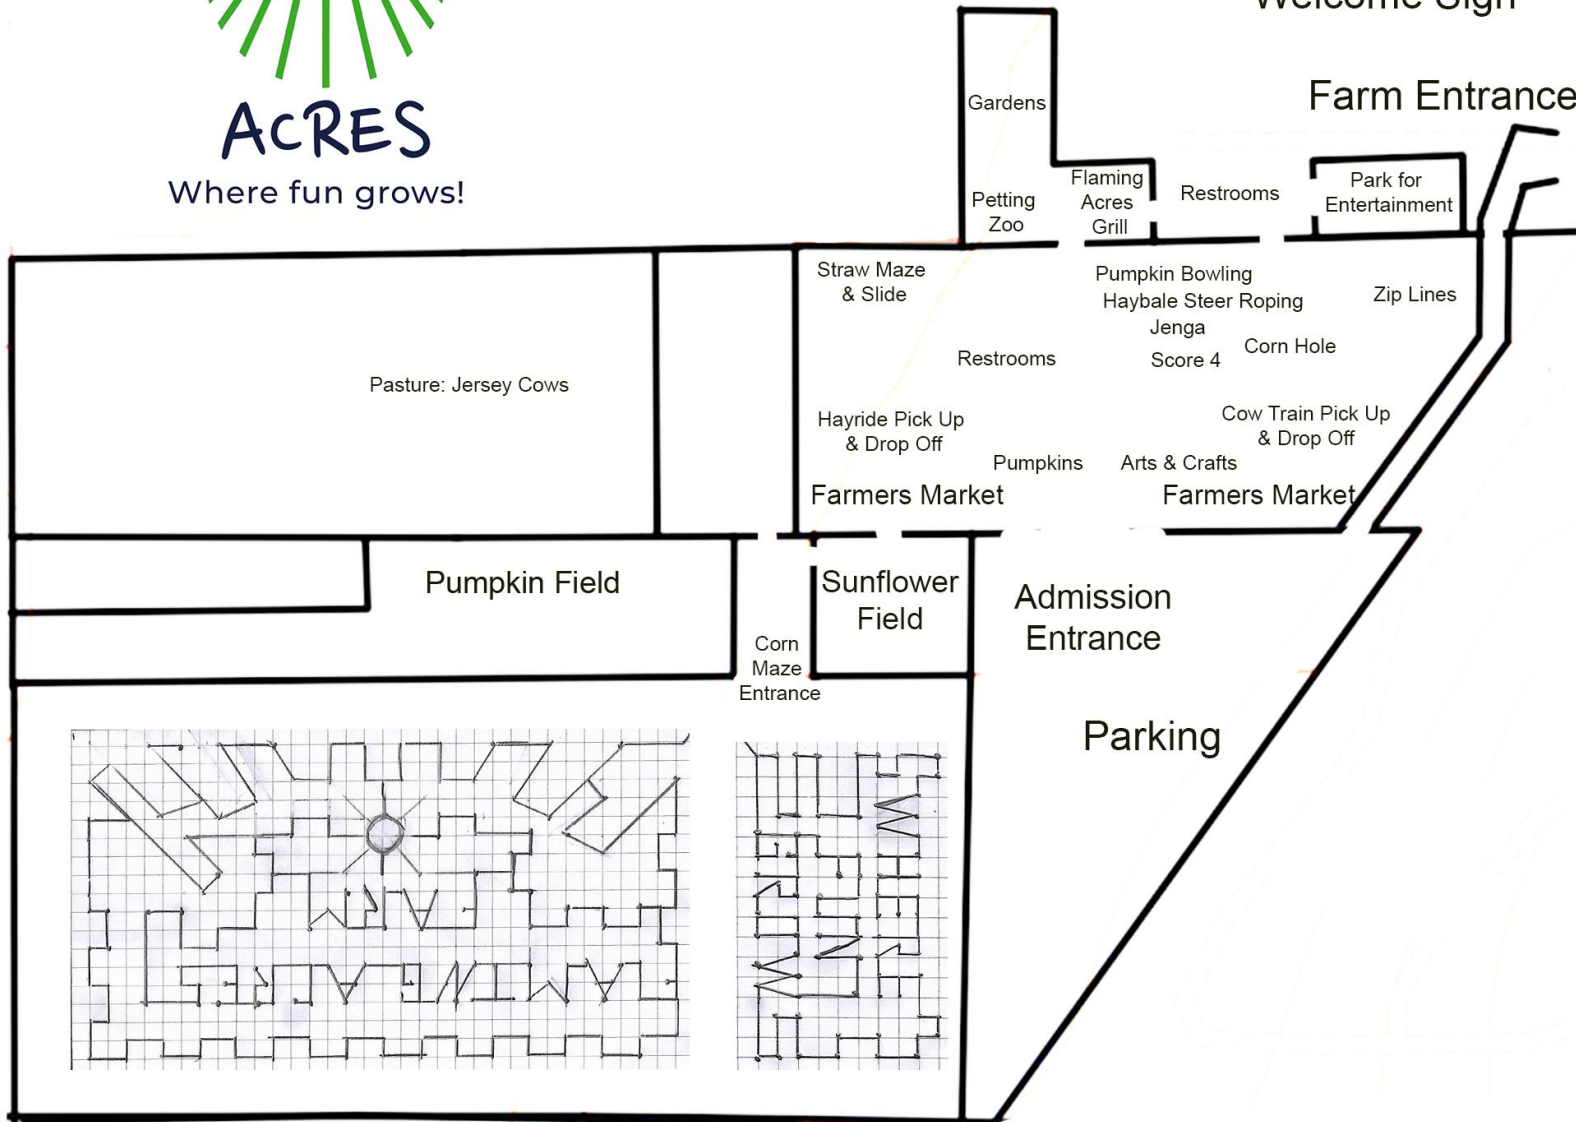 Welcome Sign
ACRES
Where fun grows!
Farm Entrance
Gardens
Petting
Zoo
Flaming
Acres
Grill
Restrooms
Park for
Entertainment
Straw Maze
& Slide
Pumpkin Bowling
Haybale Steer Roping
Jenga
Score 4
Corn Hole
Zip Lines
Restrooms
Pasture: Jersey Cows
Hayride Pick Up
& Drop Off
Cow Train Pick Up
& Drop Off
Pumpkins
Arts & Crafts
Farmers Market
Farmers Market
Pumpkin Field
Sunflower
Field
Admission
Entrance
Corn
Maze
Entrance
Parking